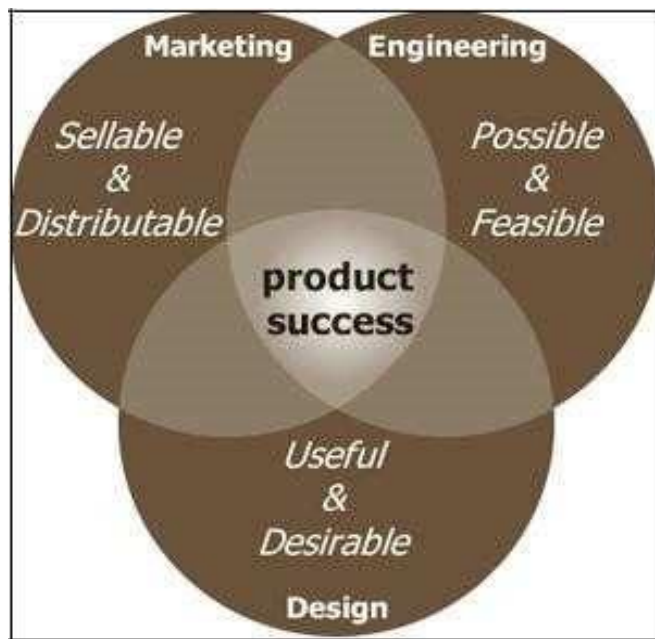 Marketing
Engineering
Sellable
&
Distributable
Possible
&
Feasible
product
success
Useful
&
Desirable
Design